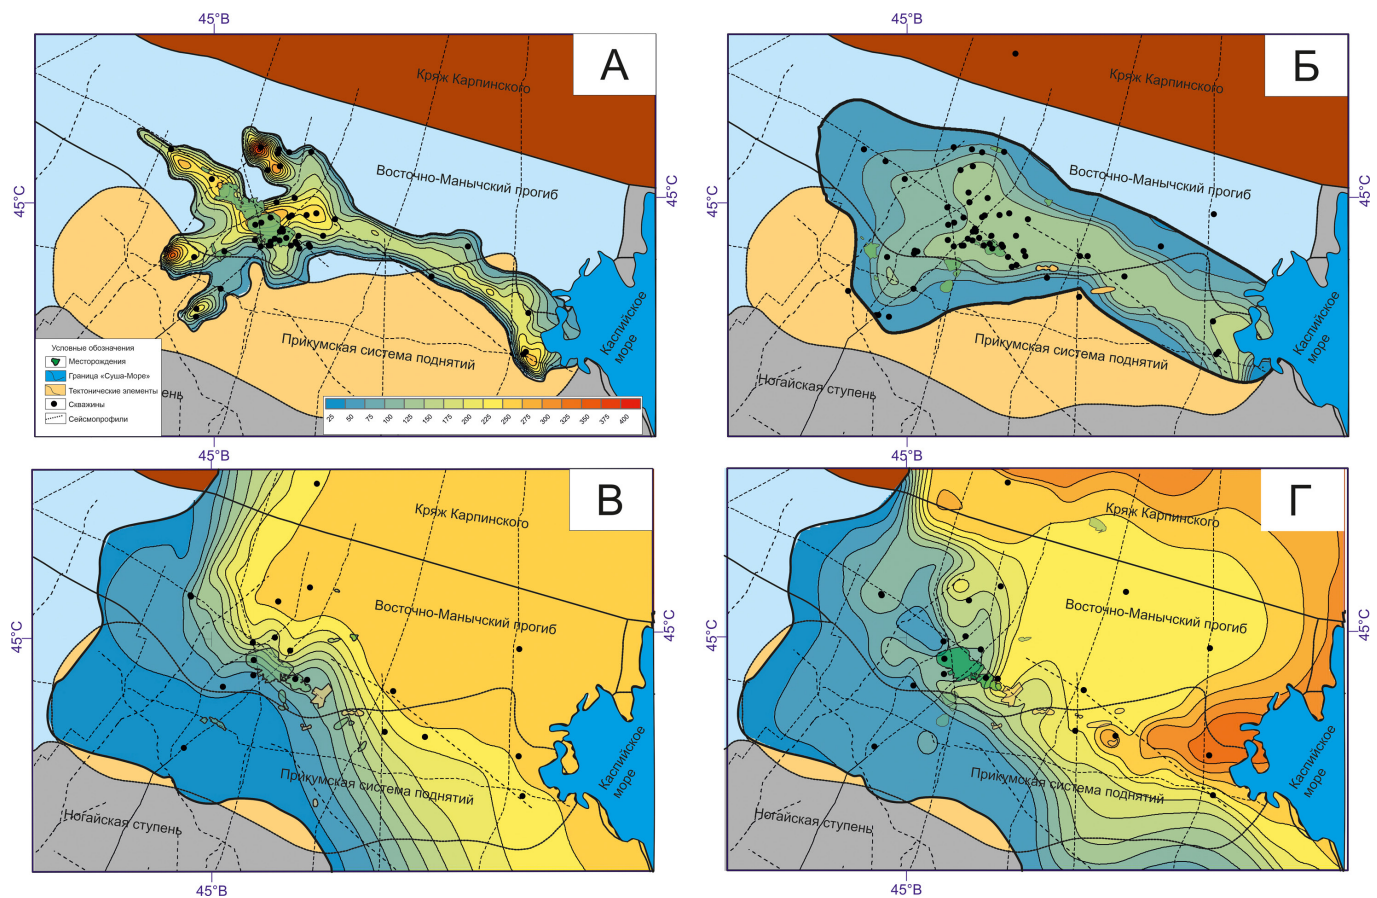 45°В
45°В
А
Б
Кряж Карпинского
Кряж Карпинского
Восточно-Манычский прогиб
Восточно-Манычский прогиб
45°С
45°С
45°С
45°С
Прикумская система поднятий
Прикумская система поднятий
Каспийское
море
Каспийское
море
Ногайская ступень
Условные обозначения
Месторождения
Граница «Суша-Море»
Тектонические элементы
Скважины
Сейсмопрофили
ень
25 50 75 100 125 150 175 200 225 250 275 300 325 350 375 400
45°В
45°В
В
Г
Кряж Карпинского
Кряж Карпинского
Восточно-Манычский прогиб
Восточно-Манычский прогиб
45°С
45°С
45°С
45°С
Прикумская система поднятий
Прикумская система поднятий
Каспийское
море
Каспийское
море
Ногайская ступень
Ногайская ступень
45°В
45°В